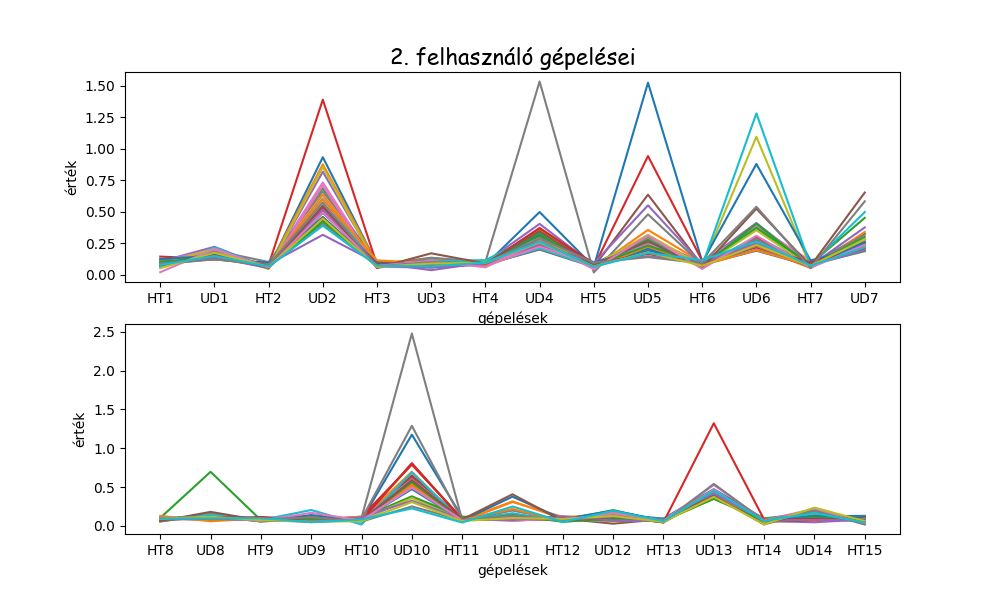 2. felhasználó gépelései
1.50
1.25
1.00
0.75
0.50
0.25
0.00
érték
HT1 UD1 HT2 UD2 HT3 UD3 HT4 UD4 HT5 UD5 HT6 UD6 HT7 UD7
gépelések
2.5
2.0
1.5
1.0
0.5
0.0
érték
HT8 UD8 HT9 UD9 HT10 UD10 HT11 UD11 HT12 UD12 HT13 UD13 HT14 UD14 HT15
gépelések